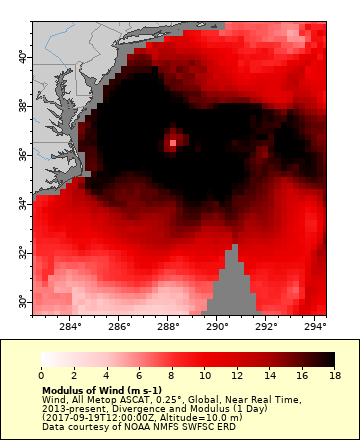 40°
38°
36°
34°
32°
30°
284° 286° 288° 290° 292° 294°
0 2 4 6 8 10 12 14 16 18
Modulus of Wind (m s-1)
Wind, All Metop ASCAT, 0.25°, Global, Near Real Time,
2013-present, Divergence and Modulus (1 Day)
(2017-09-19T12:00:00Z, Altitude=10.0 m)
Data courtesy of NOAA NMFS SWFSC ERD